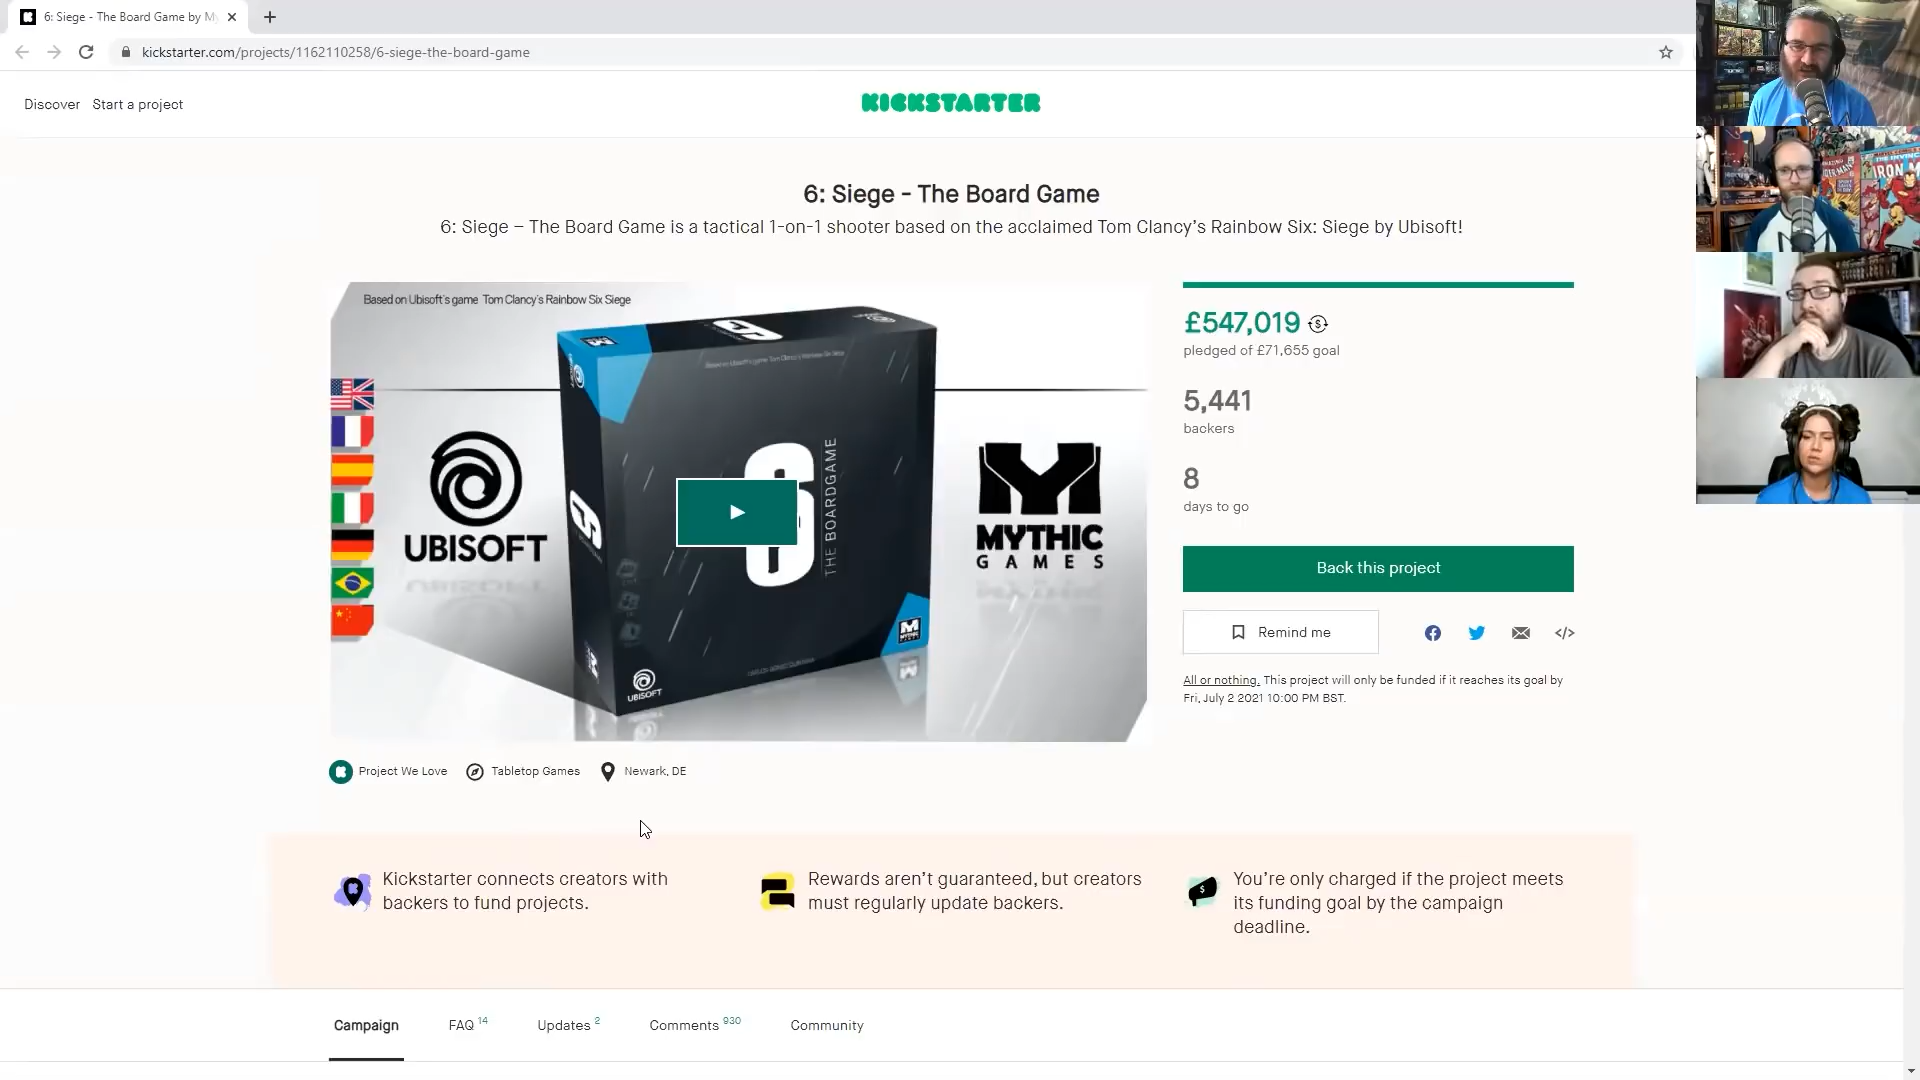 6: Siege - The Board Game by My
kickstarter.com/projects/1162110258/6-siege-the-board-game
Discover Start a project
KICKSTARTER
6: Siege - The Board Game
6: Siege – The Board Game is a tactical 1-on-1 shooter based on the acclaimed Tom Clancy's Rainbow Six: Siege by Ubisoft!
Based on Ubisoft's game Tom Clancy's Rainbow Six Siege
6
THE BOARDGAME
UBISOFT
UBISOFT
MYTHIC
GAMES
£547,019
pledged of £71,655 goal
5,441
backers
8
days to go
Back this project
Remind me
All or nothing. This project will only be funded if it reaches its goal by
Fri, July 2 2021 10:00 PM BST.
Project We Love Tabletop Games Newark, DE
Kickstarter connects creators with
backers to fund projects.
Rewards aren't guaranteed, but creators
must regularly update backers.
You're only charged if the project meets
its funding goal by the campaign
deadline.
Campaign FAQ 14 Updates 2 Comments 930 Community
IRON M